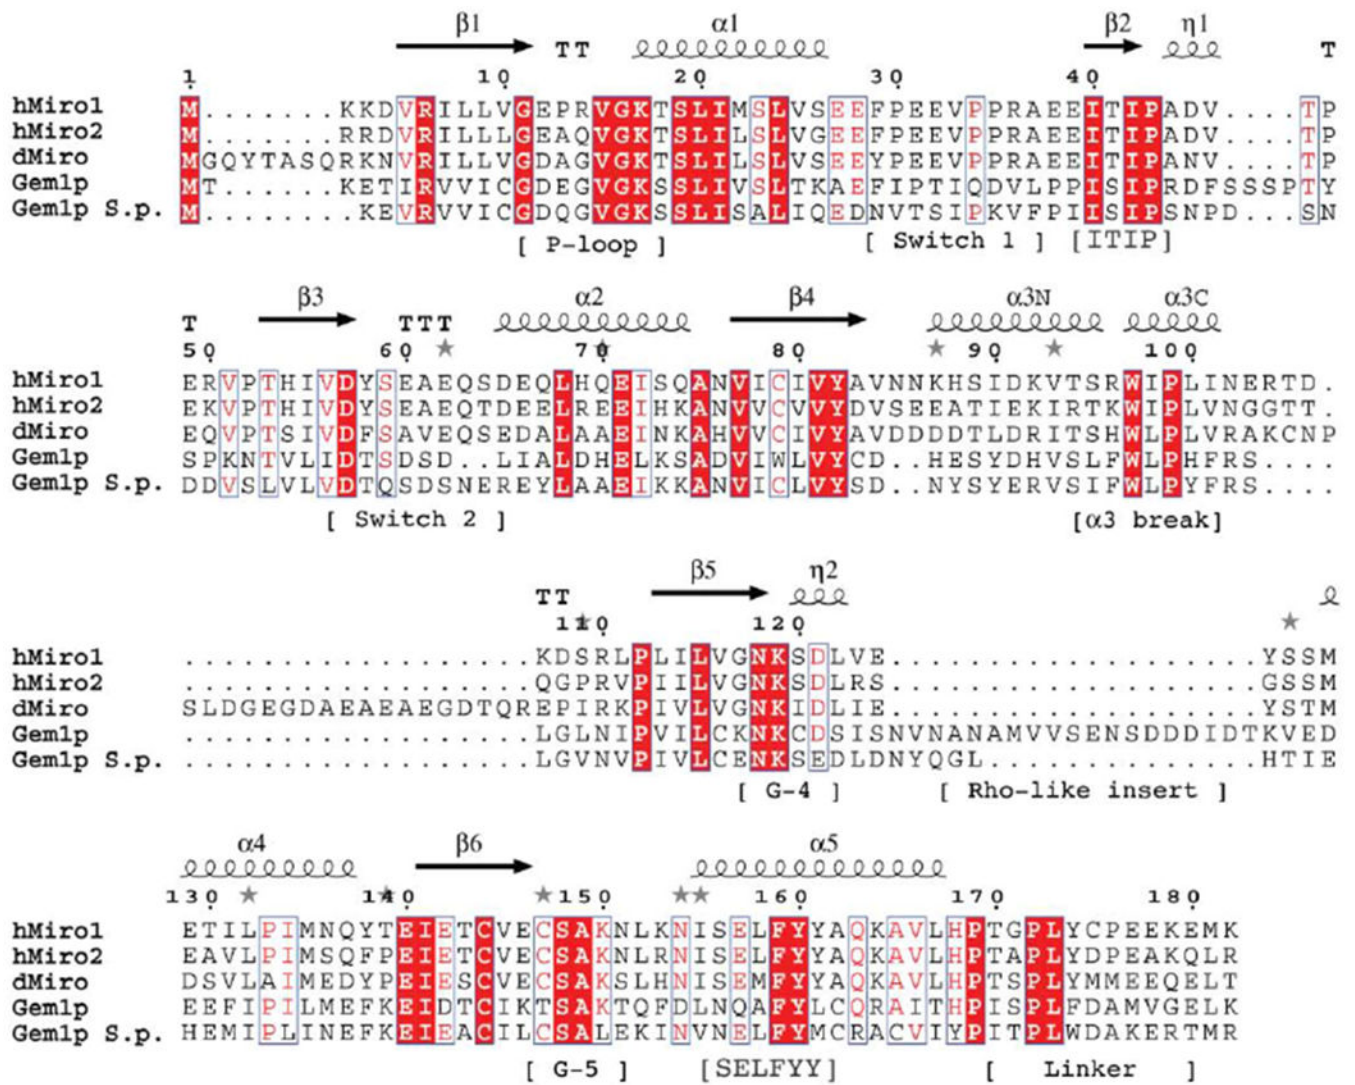 β1 TT α1 β2 η1 T
1 10 20 30 40
hMiro1 M.......KKDVRILLVGEPRVGKTSLIMSLVSEEFPEEVPPRAEEITIPADV....TP
hMiro2 M.......RRDVRILLLGEAQVGKTSLILSLVGEEFPEEVPPRAEEITIPADV....TP
dMiro MGQYTASQRKNVRILLVGDAGVGKTSLILSLVSEEYPEEVPPRAEEITIPANV....TP
Gem1p MT......KETIRVVICGDEGVGKSSLIVSLTKAEFIPTIQDVLPPISIPRDFSSSPTY
Gem1p S.p. M........KEVRVVICGDQGVGKSSLISALIQEDNVTSIPKVFPIISIPSNPD...SN
[ P-loop ] [ Switch 1 ] [ITIP]
T β3 TTT α2 β4 α3N α3C
50 60 ★ 70 80 ★ 90 ★ 100
hMiro1 ERVPTHIVDYSEAEQSDEQLHQEISQANVICIVYAVNNKHSIDKVTSRWIPLINERTD.
hMiro2 EKVPTHIVDYSEAEQTDEELREEIHKANVVCVVYDVSEEATIEKIRTKWIPLVNGGTT.
dMiro EQVPTSIVDFSAVEQSEDALAAEINKAHVVCIVYAVDDDDTLDRITSHWLPLVRAKCNP
Gem1p SPKNTVLIDTSDSD..LIALDHELKSADVIWLVYCD..HESYDHVSLFWLPHFRS....
Gem1p S.p. DDVSLVLVDTQSDSNEREYLAAEIKKANVICLVYSD..NYSYERVSIFWLPYFRS....
[ Switch 2 ] [α3 break]
TT β5 η2
110 120 ★
hMiro1 ..................KDSRLPLILVGNKSDLVE...................YSSM
hMiro2 ..................QGPRVPIILVGNKSDLRS...................GSSM
dMiro SLDGEGDAEAEAEGDTQREPIRKPIVLVGNKIDLIE...................YSTM
Gem1p ..................LGLNIPVILCKNKCDSISNVNANAMVVSENSDDDIDTKVED
Gem1p S.p. ..................LGVNVPIVLCENKSEDLDNYQGL..............HTIE
[ G-4 ] [ Rho-like insert ]
α4 β6 α5
130 ★ 140 ★ 150 ★★ 160 170 180
hMiro1 ETILPIMNQYTEIETCVECSAKNLKNISELFYYAQKAVLHPTGPLYCPEEKEMK
hMiro2 EAVLPIMSQFPEIETCVECSAKNLRNISELFYYAQKAVLHPTAPLYDPEAKQLR
dMiro DSVLAIMEDYPEIESCVECSAKSLHNISEMFYYAQKAVLHPTSPLYMMEEQELT
Gem1p EEFIPILMEFKEIDTCIKTSAKTQFDLNQAFYLCQRAITHPISPLFDAMVGELK
Gem1p S.p. HEMIPLINEFKEIEACILCSALEKINVNELFYMCRACVIYPITPLWDAKERTMR
[ G-5 ] [SELFYY] [ Linker ]